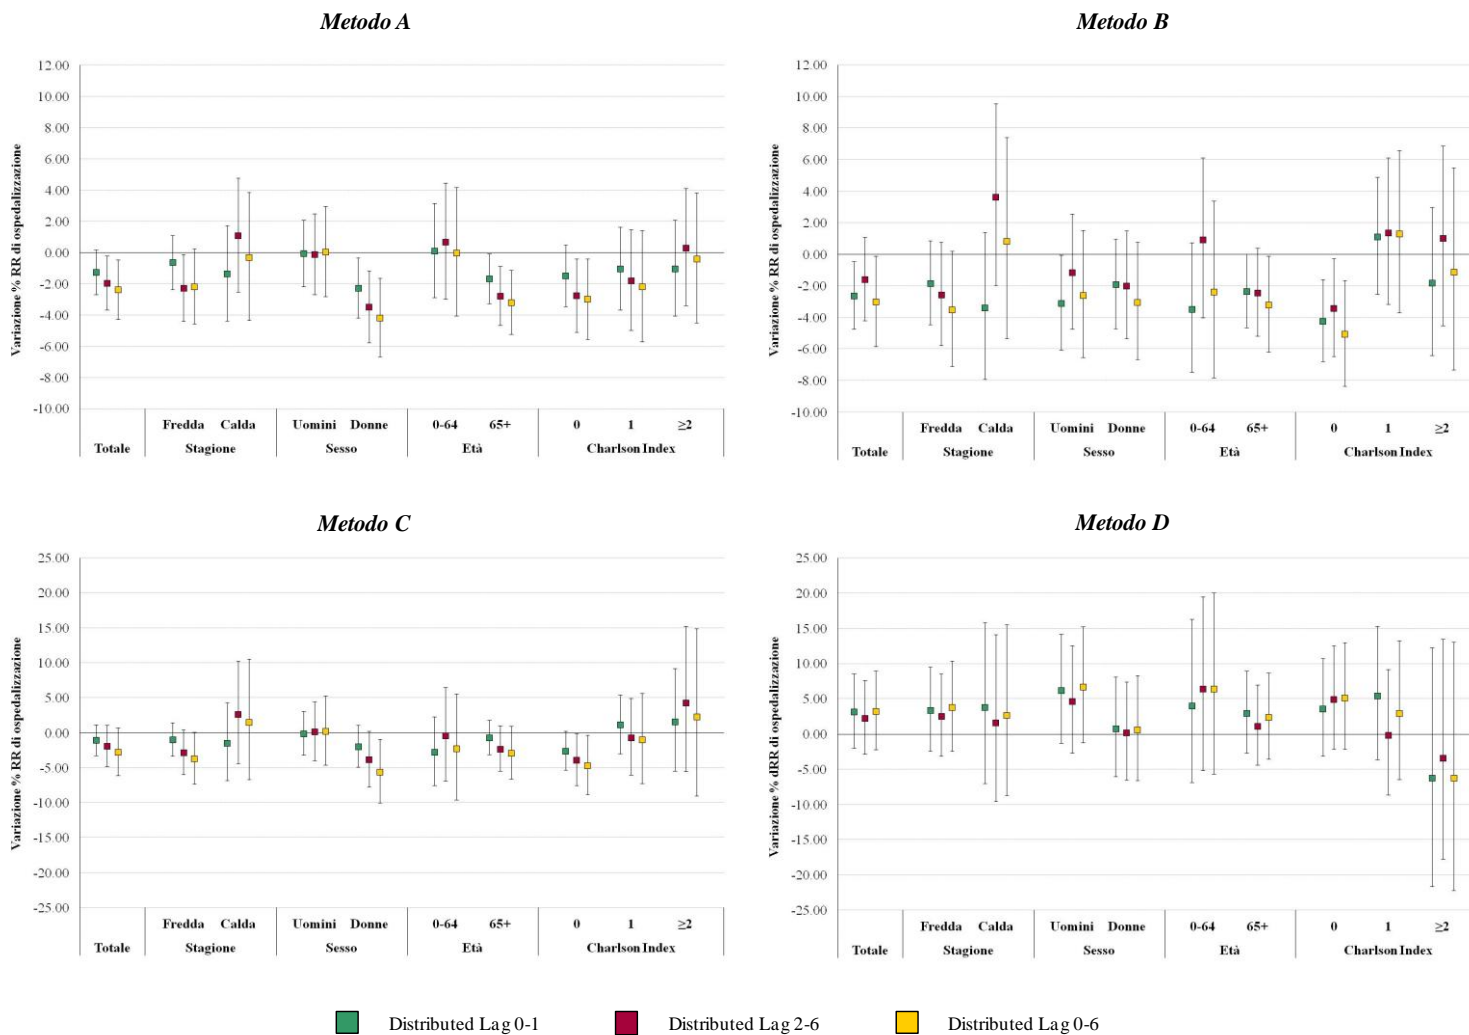 Metodo A
Variazione % RR di ospedalizzazione
12.00
10.00
8.00
6.00
4.00
2.00
0.00
-2.00
-4.00
-6.00
-8.00
-10.00
Fredda Calda Uomini Donne 0-64 65+ 0 1 ≥2
Totale Stagione Sesso Età Charlson Index
Metodo B
Variazione % RR di ospedalizzazione
12.00
10.00
8.00
6.00
4.00
2.00
0.00
-2.00
-4.00
-6.00
-8.00
-10.00
Fredda Calda Uomini Donne 0-64 65+ 0 1 ≥2
Totale Stagione Sesso Età Charlson Index
Metodo C
Variazione % RR di ospedalizzazione
25.00
20.00
15.00
10.00
5.00
0.00
-5.00
-10.00
-15.00
-20.00
-25.00
Fredda Calda Uomini Donne 0-64 65+ 0 1 ≥2
Totale Stagione Sesso Età Charlson Index
Metodo D
Variazione % dRR di ospedalizzazione
25.00
20.00
15.00
10.00
5.00
0.00
-5.00
-10.00
-15.00
-20.00
-25.00
Fredda Calda Uomini Donne 0-64 65+ 0 1 ≥2
Totale Stagione Sesso Età Charlson Index
Distributed Lag 0-1 Distributed Lag 2-6 Distributed Lag 0-6